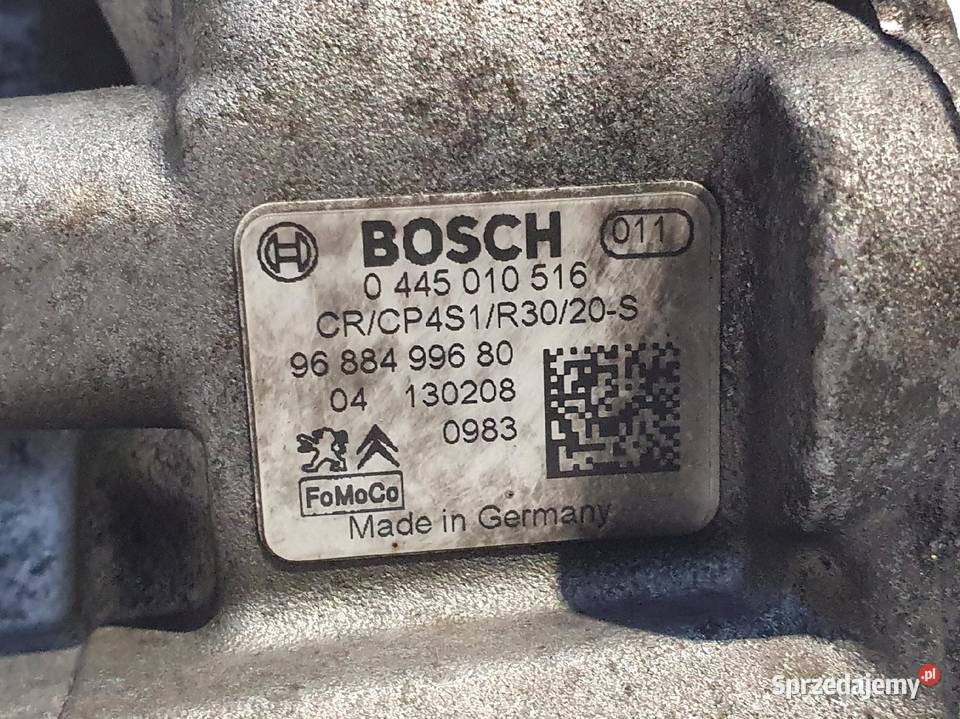 BOSCH 011
0 445 010 516
CR/CP4S1/R30/20-S
96 884 996 80
04 130208
0983
FoMoCo
Made in Germany
Sprzedajemy.pl